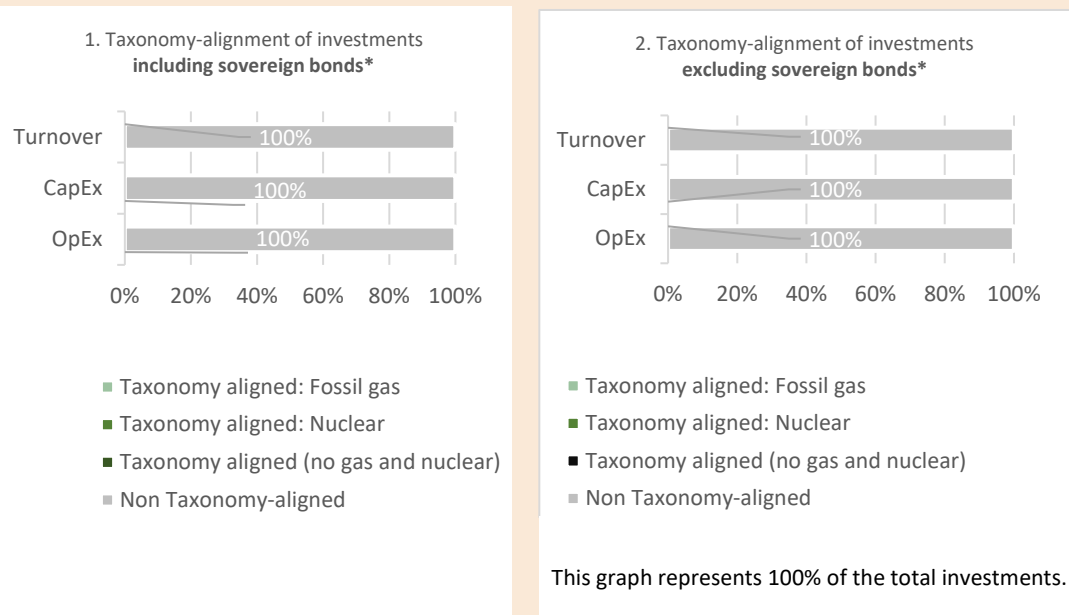 1. Taxonomy-alignment of investments
including sovereign bonds*
Turnover
100%
CapEx
100%
OpEx
100%
0% 20% 40% 60% 80% 100%
Taxonomy aligned: Fossil gas
Taxonomy aligned: Nuclear
Taxonomy aligned (no gas and nuclear)
Non Taxonomy-aligned
2. Taxonomy-alignment of investments
excluding sovereign bonds*
Turnover
100%
CapEx
100%
OpEx
100%
0% 20% 40% 60% 80% 100%
Taxonomy aligned: Fossil gas
Taxonomy aligned: Nuclear
Taxonomy aligned (no gas and nuclear)
Non Taxonomy-aligned
This graph represents 100% of the total investments.